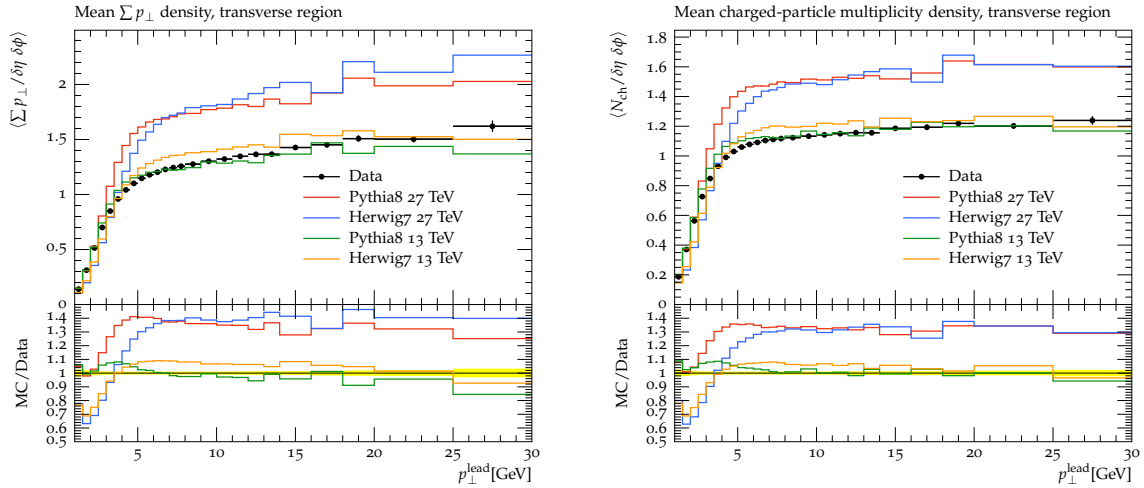 Mean ∑ p⊥ density, transverse region
⟨∑ p⊥/δη δϕ⟩
2
1.5
1
0.5
0
Data
Pythia8 27 TeV
Herwig7 27 TeV
Pythia8 13 TeV
Herwig7 13 TeV
MC/Data
1.4
1.3
1.2
1.1
1
0.9
0.8
0.7
0.6
0.5
5 10 15 20 25 30
p⊥^lead [GeV]
Mean charged-particle multiplicity density, transverse region
⟨N_ch/δη δϕ⟩
1.8
1.6
1.4
1.2
1.0
0.8
0.6
0.4
0.2
0
Data
Pythia8 27 TeV
Herwig7 27 TeV
Pythia8 13 TeV
Herwig7 13 TeV
MC/Data
1.4
1.3
1.2
1.1
1
0.9
0.8
0.7
0.6
0.5
5 10 15 20 25 30
p⊥^lead [GeV]